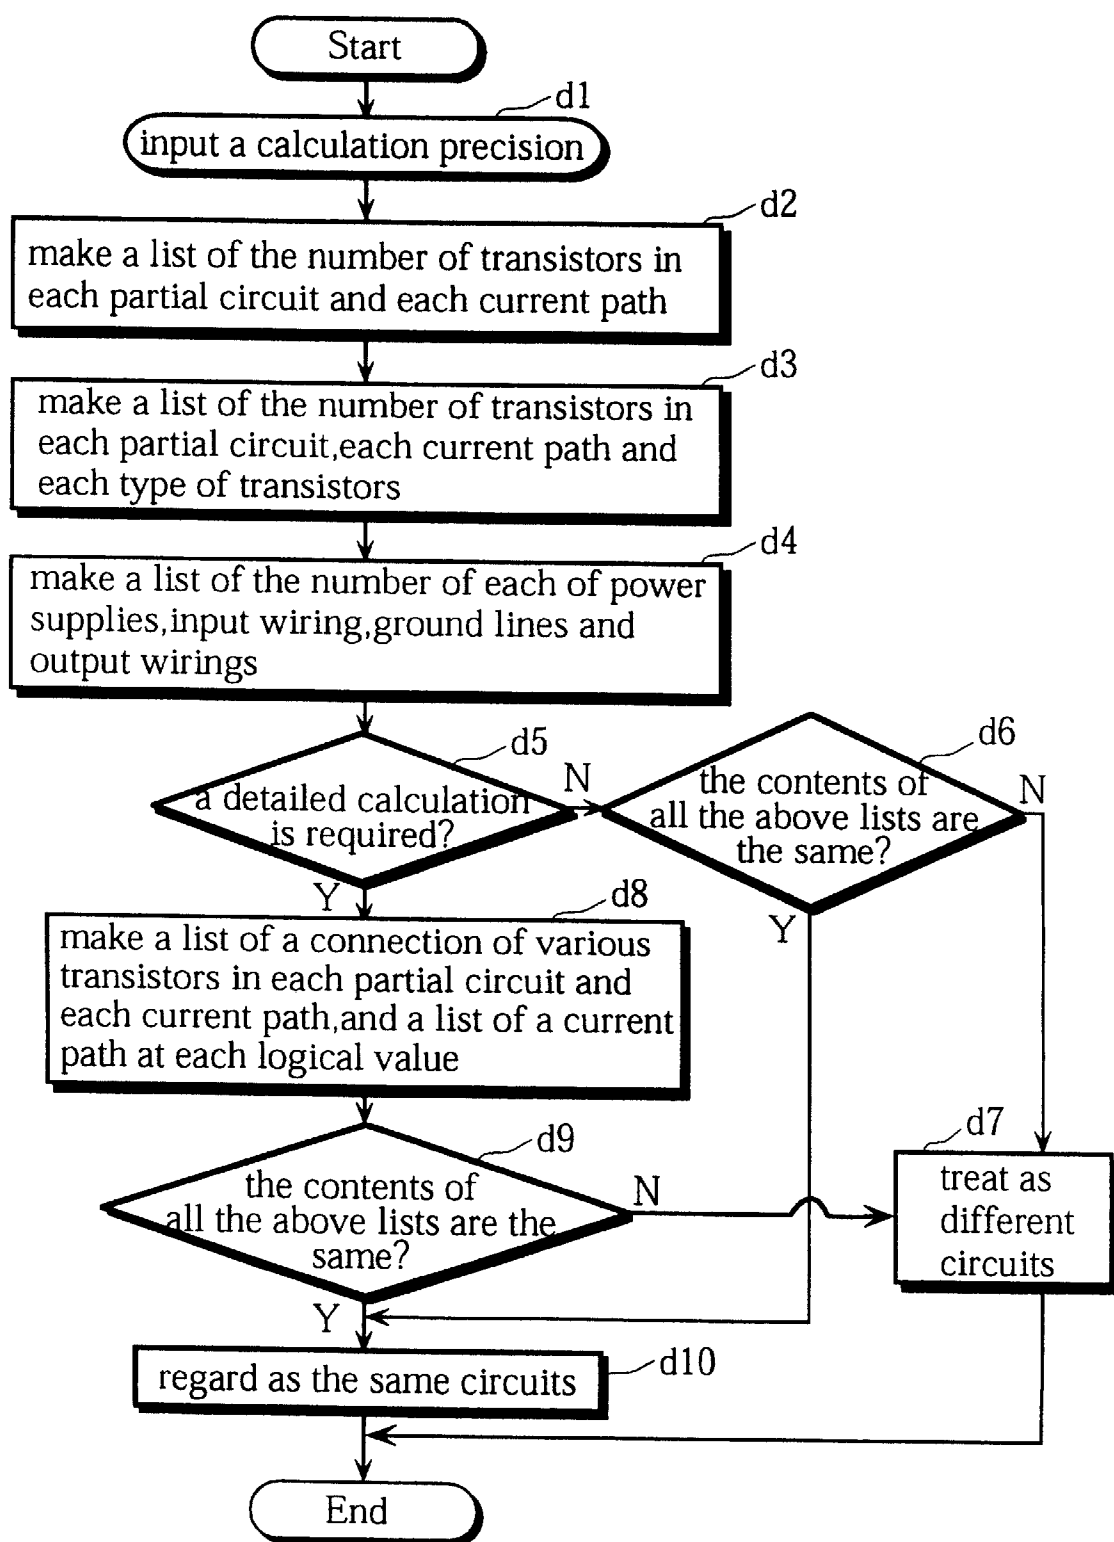 Start
d1
input a calculation precision
d2
make a list of the number of transistors in
each partial circuit and each current path
d3
make a list of the number of transistors in
each partial circuit,each current path and
each type of transistors
d4
make a list of the number of each of power
supplies,input wiring,ground lines and
output wirings
d5
a detailed calculation
is required?
N
Y
d6
the contents of
all the above lists are
the same?
N
Y
d8
make a list of a connection of various
transistors in each partial circuit and
each current path,and a list of a current
path at each logical value
d9
the contents of
all the above lists are the
same?
N
Y
d7
treat as
different
circuits
d10
regard as the same circuits
End